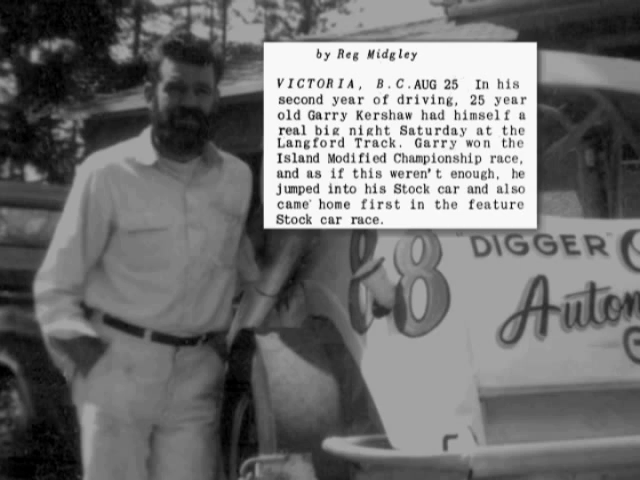 by Reg Midgley
VICTORIA, B.C. AUG 25 In his
second year of driving, 25 year
old Garry Kershaw had himself a
real big night Saturday at the
Langford Track. Garry won the
Island Modified Championship race,
and as if this weren't enough, he
jumped into his Stock car and also
came home first in the feature
Stock car race.
88
"DIGGER"